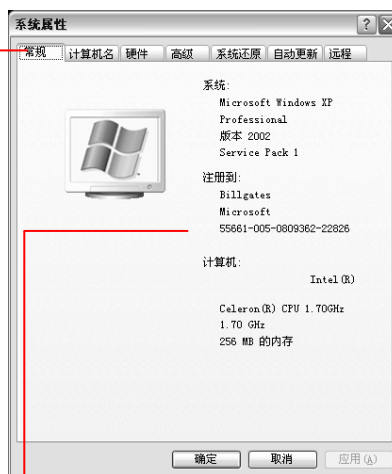 系统属性
常规 计算机名 硬件 高级 系统还原 自动更新 远程
系统:
Microsoft Windows XP
Professional
版本 2002
Service Pack 1
注册到:
Billgates
Microsoft
55661-005-0809362-22826
计算机:
Intel(R)
Celeron(R) CPU 1.70GHz
1.70 GHz
256 MB 的内存
确定 取消 应用(A)